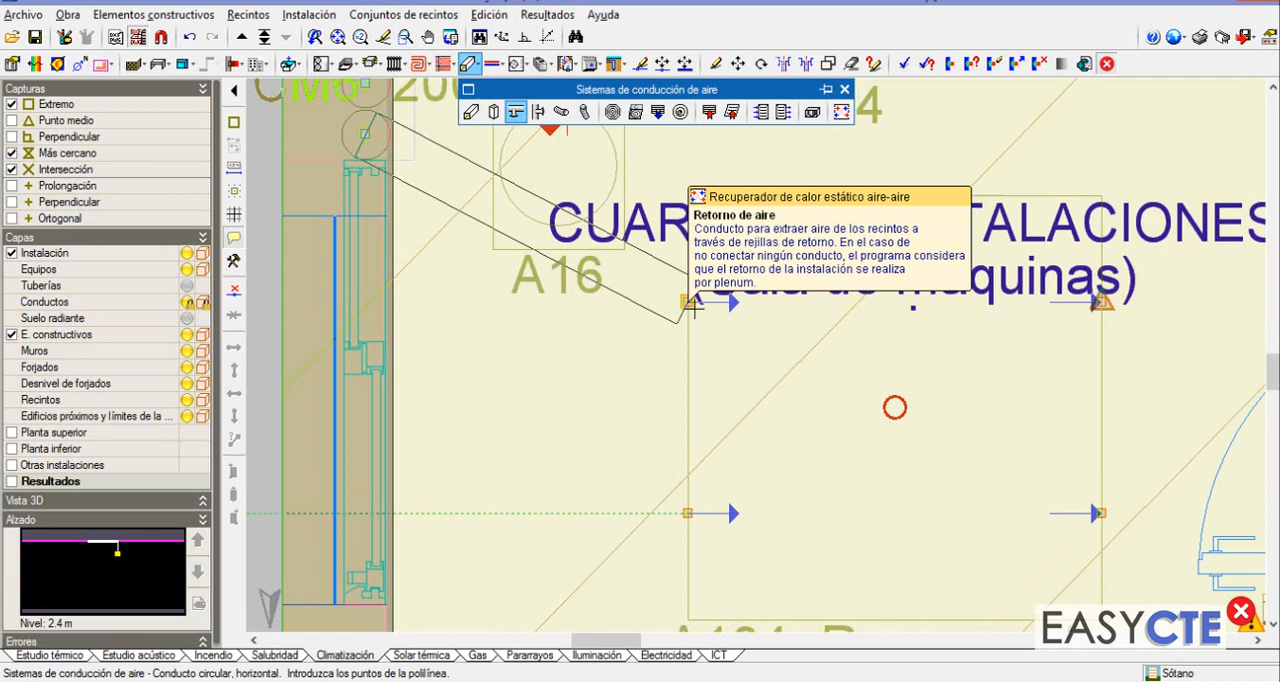 Archivo Obra Elementos constructivos Recintos Instalación Conjuntos de recintos Edición Resultados Ayuda
Capturas
Extremo
Punto medio
Perpendicular
Más cercano
Intersección
Prolongación
Perpendicular
Ortogonal
Capas
Instalación
Equipos
Tuberías
Conductos
Suelo radiante
E. constructivos
Muros
Forjados
Desnivel de forjados
Recintos
Edificios próximos y límites de la ...
Planta superior
Planta inferior
Otras instalaciones
Resultados
Vista 3D
Alzado
Nivel: 2.4 m
Errores
Sistemas de conducción de aire
Recuperador de calor estático aire-aire
Retorno de aire
Conducto para extraer aire de los recintos a
través de rejillas de retorno. En el caso de
no conectar ningún conducto, el programa considera
que el retorno de la instalación se realiza
por plenum.
A16
EASYCTE
Estudio térmico Estudio acústico Incendio Salubridad Climatización Solar térmica Gas Pararrayos Iluminación Electricidad ICT
Sistemas de conducción de aire - Conducto circular, horizontal. Introduzca los puntos de la polilínea.
Sótano